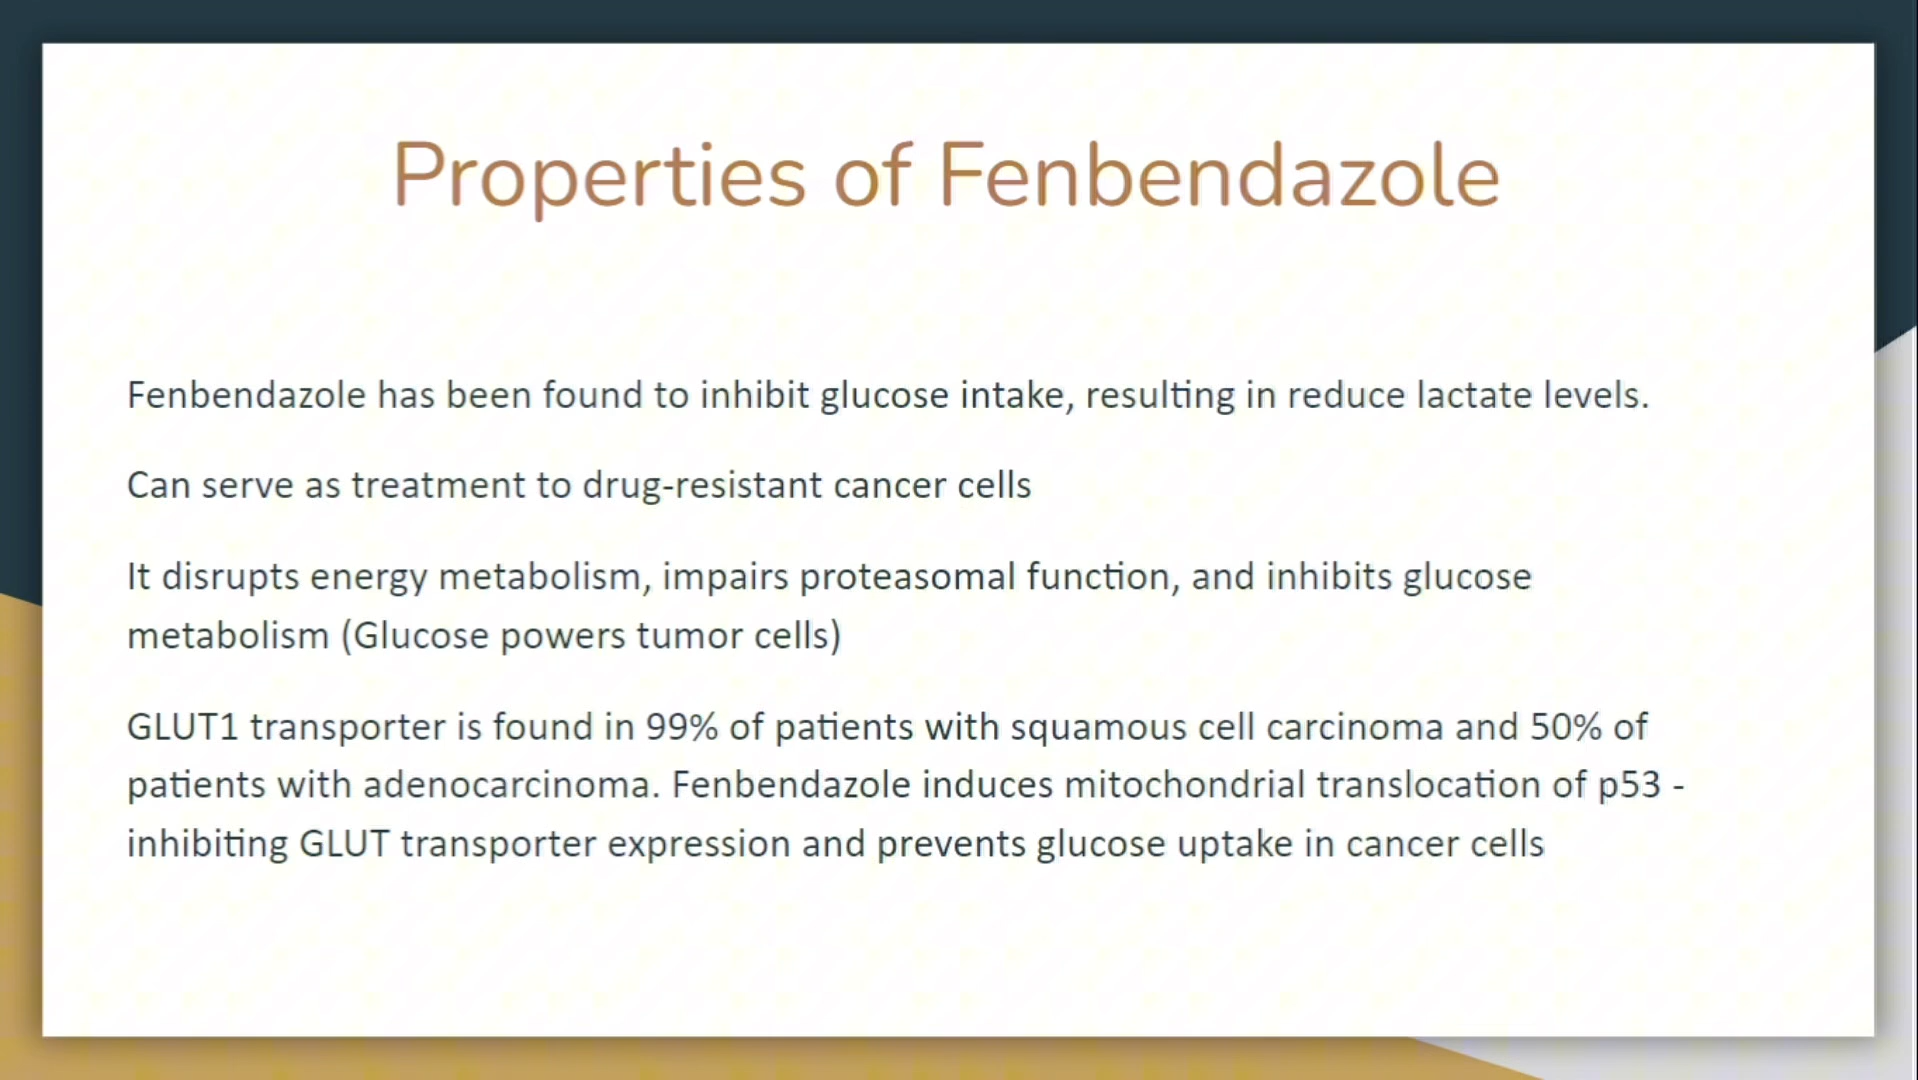 Properties of Fenbendazole
Fenbendazole has been found to inhibit glucose intake, resulting in reduce lactate levels.
Can serve as treatment to drug-resistant cancer cells
It disrupts energy metabolism, impairs proteasomal function, and inhibits glucose
metabolism (Glucose powers tumor cells)
GLUT1 transporter is found in 99% of patients with squamous cell carcinoma and 50% of
patients with adenocarcinoma. Fenbendazole induces mitochondrial translocation of p53 -
inhibiting GLUT transporter expression and prevents glucose uptake in cancer cells